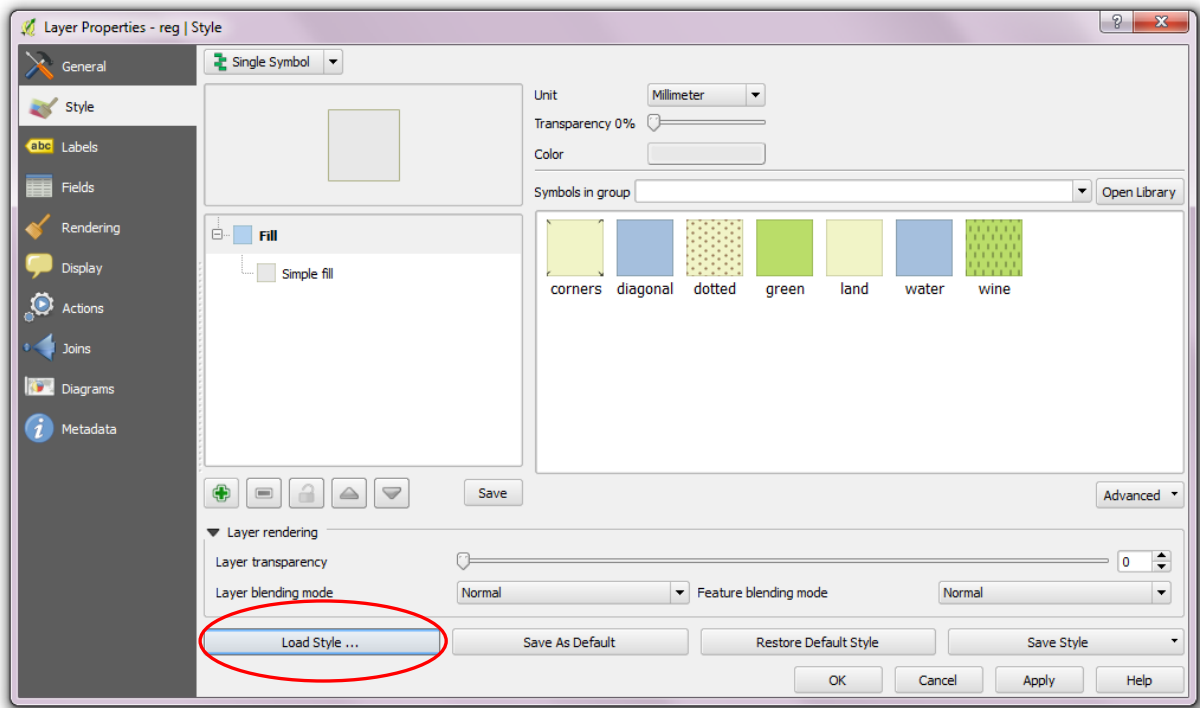 Layer Properties - reg | Style
General
Style
abc Labels
Fields
Rendering
Display
Actions
Joins
Diagrams
Metadata
Single Symbol
Unit Millimeter
Transparency 0%
Color
Symbols in group Open Library
Fill
Simple fill
corners diagonal dotted green land water wine
Save
Advanced
Layer rendering
Layer transparency 0
Layer blending mode Normal Feature blending mode Normal
Load Style ... Save As Default Restore Default Style Save Style
OK Cancel Apply Help